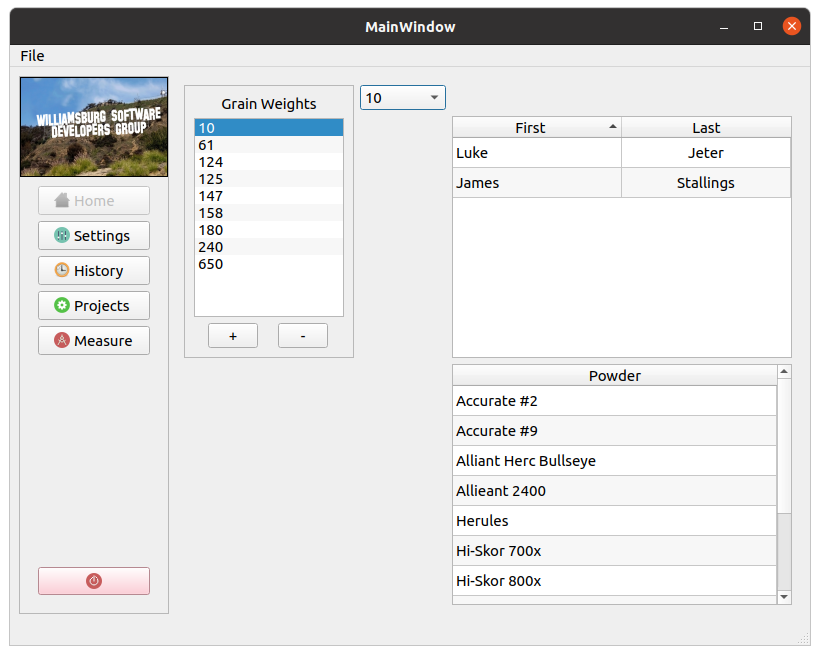 MainWindow
File
WILLIAMSBURG SOFTWARE
DEVELOPERS GROUP
Home
Settings
History
Projects
Measure
Grain Weights
10
61
124
125
147
158
180
240
650
+
-
10
First Last
Luke Jeter
James Stallings
Powder
Accurate #2
Accurate #9
Alliant Herc Bullseye
Allieant 2400
Herules
Hi-Skor 700x
Hi-Skor 800x